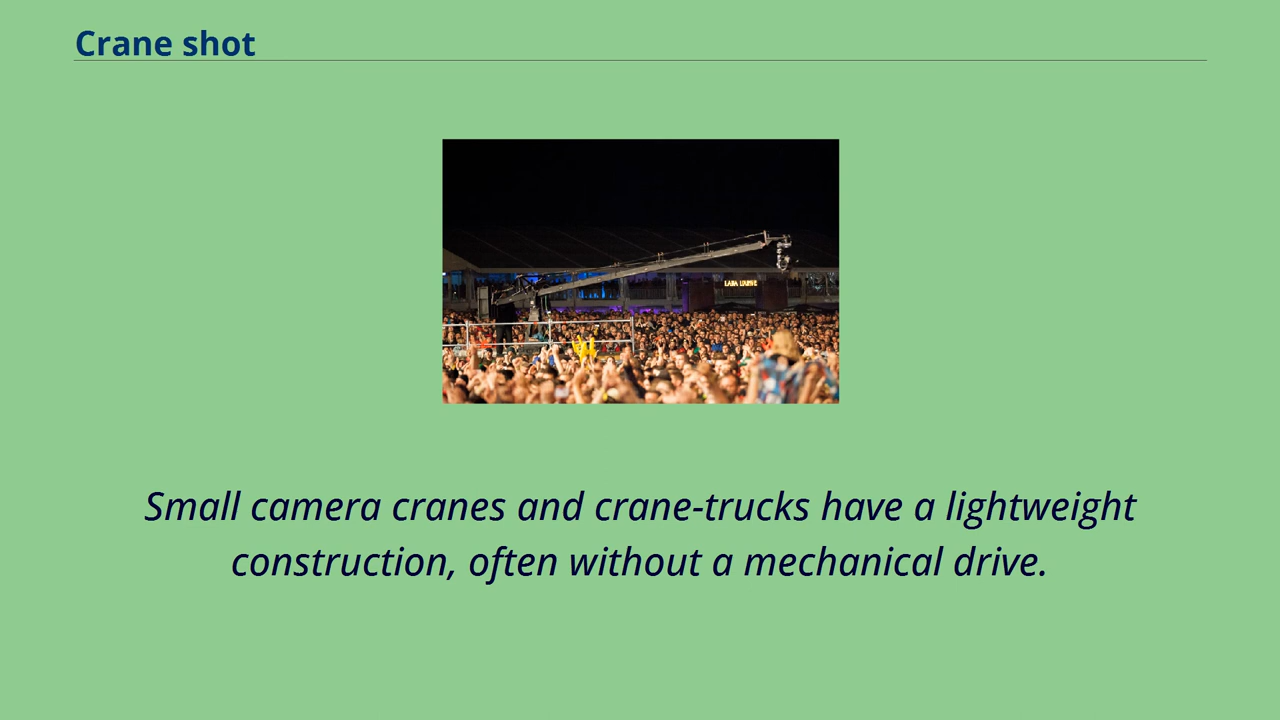 Crane shot
Small camera cranes and crane-trucks have a lightweight
construction, often without a mechanical drive.